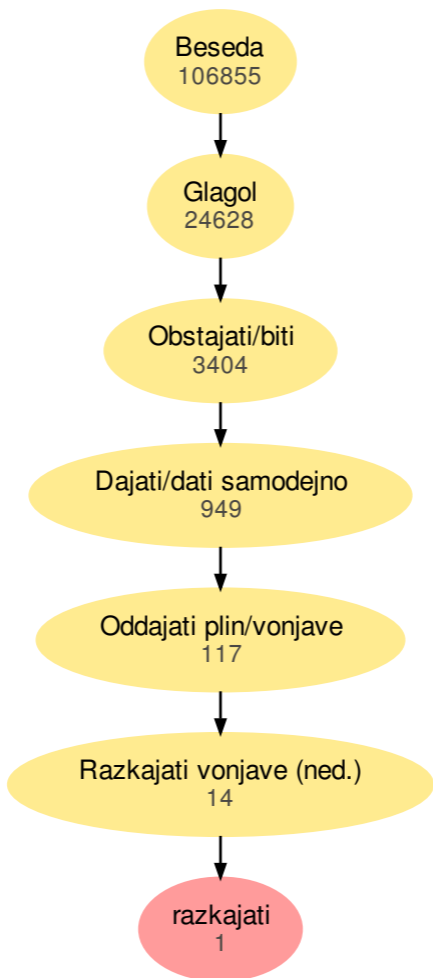 Beseda
106855
Glagol
24628
Obstajati/biti
3404
Dajati/dati samodejno
949
Oddajati plin/vonjave
117
Razkajati vonjave (ned.)
14
razkajati
1